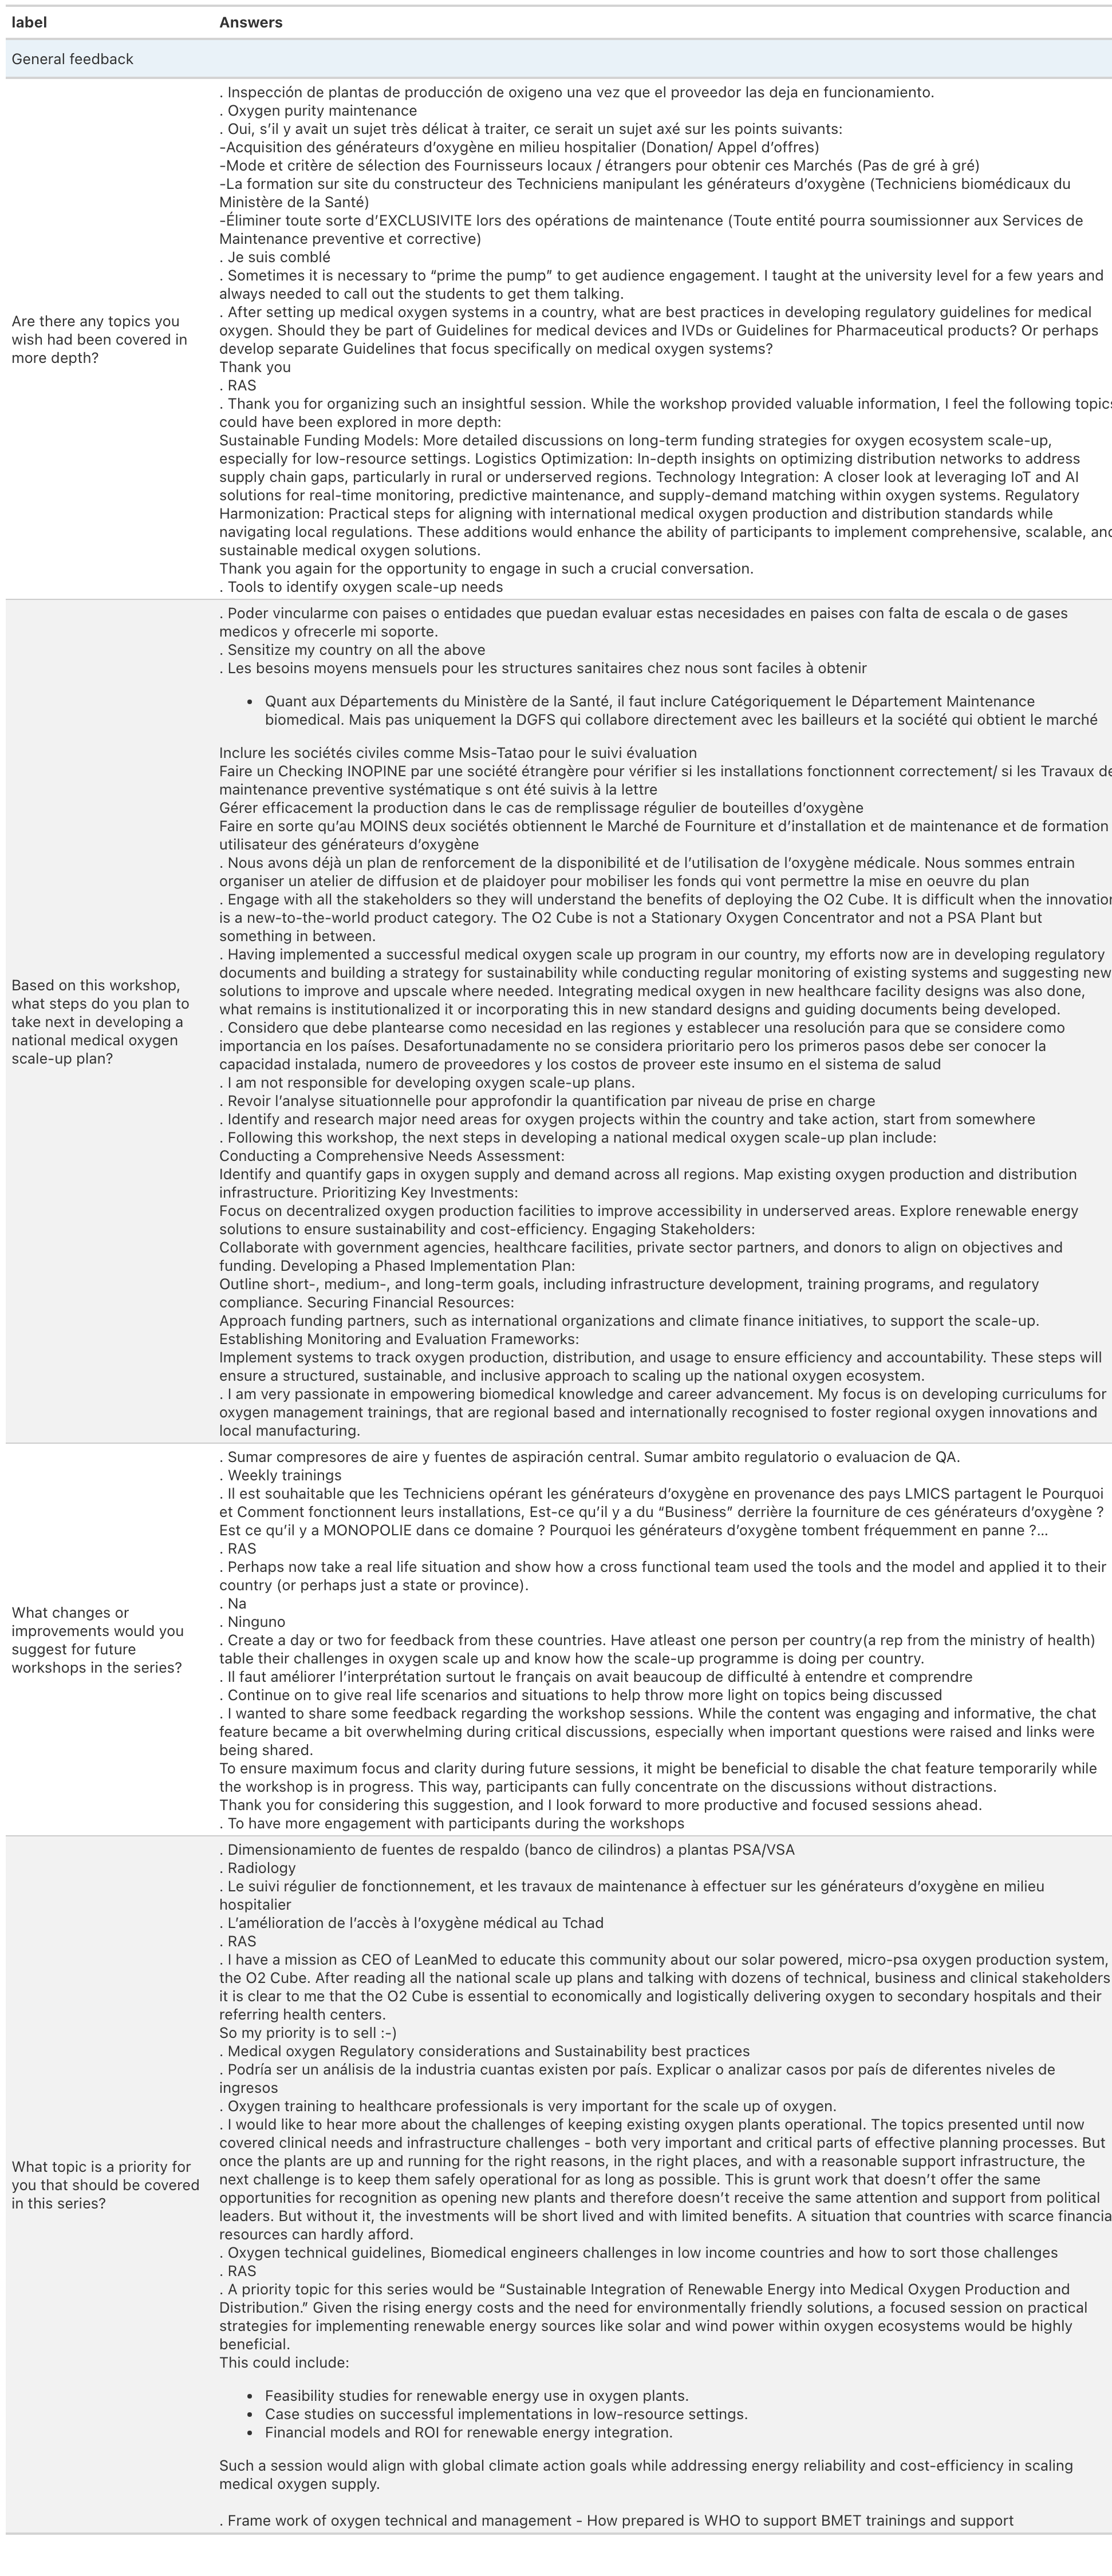 label
Answers
General feedback
Are there any topics you
wish had been covered in
more depth?
. Inspección de plantas de producción de oxigeno una vez que el proveedor las deja en funcionamiento.
. Oxygen purity maintenance
. Oui, s’il y avait un sujet très délicat à traiter, ce serait un sujet axé sur les points suivants:
-Acquisition des générateurs d’oxygène en milieu hospitalier (Donation/ Appel d’offres)
-Mode et critère de sélection des Fournisseurs locaux / étrangers pour obtenir ces Marchés (Pas de gré à gré)
-La formation sur site du constructeur des Techniciens manipulant les générateurs d’oxygène (Techniciens biomédicaux du
Ministère de la Santé)
-Éliminer toute sorte d’EXCLUSIVITE lors des opérations de maintenance (Toute entité pourra soumissionner aux Services de
Maintenance preventive et corrective)
. Je suis comblé
. Sometimes it is necessary to “prime the pump” to get audience engagement. I taught at the university level for a few years and
always needed to call out the students to get them talking.
. After setting up medical oxygen systems in a country, what are best practices in developing regulatory guidelines for medical
oxygen. Should they be part of Guidelines for medical devices and IVDs or Guidelines for Pharmaceutical products? Or perhaps
develop separate Guidelines that focus specifically on medical oxygen systems?
Thank you
. RAS
. Thank you for organizing such an insightful session. While the workshop provided valuable information, I feel the following topics
could have been explored in more depth:
Sustainable Funding Models: More detailed discussions on long-term funding strategies for oxygen ecosystem scale-up,
especially for low-resource settings. Logistics Optimization: In-depth insights on optimizing distribution networks to address
supply chain gaps, particularly in rural or underserved regions. Technology Integration: A closer look at leveraging IoT and AI
solutions for real-time monitoring, predictive maintenance, and supply-demand matching within oxygen systems. Regulatory
Harmonization: Practical steps for aligning with international medical oxygen production and distribution standards while
navigating local regulations. These additions would enhance the ability of participants to implement comprehensive, scalable, and
sustainable medical oxygen solutions.
Thank you again for the opportunity to engage in such a crucial conversation.
. Tools to identify oxygen scale-up needs
Based on this workshop,
what steps do you plan to
take next in developing a
national medical oxygen
scale-up plan?
. Poder vincularme con paises o entidades que puedan evaluar estas necesidades en paises con falta de escala o de gases
medicos y ofrecerle mi soporte.
. Sensitize my country on all the above
. Les besoins moyens mensuels pour les structures sanitaires chez nous sont faciles à obtenir
• Quant aux Départements du Ministère de la Santé, il faut inclure Catégoriquement le Département Maintenance
biomedical. Mais pas uniquement la DGFS qui collabore directement avec les bailleurs et la société qui obtient le marché
Inclure les sociétés civiles comme Msis-Tatao pour le suivi évaluation
Faire un Checking INOPINE par une société étrangère pour vérifier si les installations fonctionnent correctement/ si les Travaux de
maintenance preventive systématique s ont été suivis à la lettre
Gérer efficacement la production dans le cas de remplissage régulier de bouteilles d’oxygène
Faire en sorte qu’au MOINS deux sociétés obtiennent le Marché de Fourniture et d’installation et de maintenance et de formation
utilisateur des générateurs d’oxygène
. Nous avons déjà un plan de renforcement de la disponibilité et de l’utilisation de l’oxygène médicale. Nous sommes entrain
organiser un atelier de diffusion et de plaidoyer pour mobiliser les fonds qui vont permettre la mise en oeuvre du plan
. Engage with all the stakeholders so they will understand the benefits of deploying the O2 Cube. It is difficult when the innovation
is a new-to-the-world product category. The O2 Cube is not a Stationary Oxygen Concentrator and not a PSA Plant but
something in between.
. Having implemented a successful medical oxygen scale up program in our country, my efforts now are in developing regulatory
documents and building a strategy for sustainability while conducting regular monitoring of existing systems and suggesting new
solutions to improve and upscale where needed. Integrating medical oxygen in new healthcare facility designs was also done,
what remains is institutionalized it or incorporating this in new standard designs and guiding documents being developed.
. Considero que debe plantearse como necesidad en las regiones y establecer una resolución para que se considere como
importancia en los países. Desafortunadamente no se considera prioritario pero los primeros pasos debe ser conocer la
capacidad instalada, numero de proveedores y los costos de proveer este insumo en el sistema de salud
. I am not responsible for developing oxygen scale-up plans.
. Revoir l’analyse situationnelle pour approfondir la quantification par niveau de prise en charge
. Identify and research major need areas for oxygen projects within the country and take action, start from somewhere
. Following this workshop, the next steps in developing a national medical oxygen scale-up plan include:
Conducting a Comprehensive Needs Assessment:
Identify and quantify gaps in oxygen supply and demand across all regions. Map existing oxygen production and distribution
infrastructure. Prioritizing Key Investments:
Focus on decentralized oxygen production facilities to improve accessibility in underserved areas. Explore renewable energy
solutions to ensure sustainability and cost-efficiency. Engaging Stakeholders:
Collaborate with government agencies, healthcare facilities, private sector partners, and donors to align on objectives and
funding. Developing a Phased Implementation Plan:
Outline short-, medium-, and long-term goals, including infrastructure development, training programs, and regulatory
compliance. Securing Financial Resources:
Approach funding partners, such as international organizations and climate finance initiatives, to support the scale-up.
Establishing Monitoring and Evaluation Frameworks:
Implement systems to track oxygen production, distribution, and usage to ensure efficiency and accountability. These steps will
ensure a structured, sustainable, and inclusive approach to scaling up the national oxygen ecosystem.
. I am very passionate in empowering biomedical knowledge and career advancement. My focus is on developing curriculums for
oxygen management trainings, that are regional based and internationally recognised to foster regional oxygen innovations and
local manufacturing.
What changes or
improvements would you
suggest for future
workshops in the series?
. Sumar compresores de aire y fuentes de aspiración central. Sumar ambito regulatorio o evaluacion de QA.
. Weekly trainings
. Il est souhaitable que les Techniciens opérant les générateurs d’oxygène en provenance des pays LMICS partagent le Pourquoi
et Comment fonctionnent leurs installations, Est-ce qu’il y a du “Business” derrière la fourniture de ces générateurs d’oxygène ?
Est ce qu’il y a MONOPOLIE dans ce domaine ? Pourquoi les générateurs d’oxygène tombent fréquemment en panne ?...
. RAS
. Perhaps now take a real life situation and show how a cross functional team used the tools and the model and applied it to their
country (or perhaps just a state or province).
. Na
. Ninguno
. Create a day or two for feedback from these countries. Have atleast one person per country(a rep from the ministry of health)
table their challenges in oxygen scale up and know how the scale-up programme is doing per country.
. Il faut améliorer l’interprétation surtout le français on avait beaucoup de difficulté à entendre et comprendre
. Continue on to give real life scenarios and situations to help throw more light on topics being discussed
. I wanted to share some feedback regarding the workshop sessions. While the content was engaging and informative, the chat
feature became a bit overwhelming during critical discussions, especially when important questions were raised and links were
being shared.
To ensure maximum focus and clarity during future sessions, it might be beneficial to disable the chat feature temporarily while
the workshop is in progress. This way, participants can fully concentrate on the discussions without distractions.
Thank you for considering this suggestion, and I look forward to more productive and focused sessions ahead.
. To have more engagement with participants during the workshops
What topic is a priority for
you that should be covered
in this series?
. Dimensionamiento de fuentes de respaldo (banco de cilindros) a plantas PSA/VSA
. Radiology
. Le suivi régulier de fonctionnement, et les travaux de maintenance à effectuer sur les générateurs d’oxygène en milieu
hospitalier
. L’amélioration de l’accès à l’oxygène médical au Tchad
. RAS
. I have a mission as CEO of LeanMed to educate this community about our solar powered, micro-psa oxygen production system,
the O2 Cube. After reading all the national scale up plans and talking with dozens of technical, business and clinical stakeholders
it is clear to me that the O2 Cube is essential to economically and logistically delivering oxygen to secondary hospitals and their
referring health centers.
So my priority is to sell :-)
. Medical oxygen Regulatory considerations and Sustainability best practices
. Podría ser un análisis de la industria cuantas existen por país. Explicar o analizar casos por país de diferentes niveles de
ingresos
. Oxygen training to healthcare professionals is very important for the scale up of oxygen.
. I would like to hear more about the challenges of keeping existing oxygen plants operational. The topics presented until now
covered clinical needs and infrastructure challenges - both very important and critical parts of effective planning processes. But
once the plants are up and running for the right reasons, in the right places, and with a reasonable support infrastructure, the
next challenge is to keep them safely operational for as long as possible. This is grunt work that doesn’t offer the same
opportunities for recognition as opening new plants and therefore doesn’t receive the same attention and support from political
leaders. But without it, the investments will be short lived and with limited benefits. A situation that countries with scarce financia
resources can hardly afford.
. Oxygen technical guidelines, Biomedical engineers challenges in low income countries and how to sort those challenges
. RAS
. A priority topic for this series would be “Sustainable Integration of Renewable Energy into Medical Oxygen Production and
Distribution.” Given the rising energy costs and the need for environmentally friendly solutions, a focused session on practical
strategies for implementing renewable energy sources like solar and wind power within oxygen ecosystems would be highly
beneficial.
This could include:
• Feasibility studies for renewable energy use in oxygen plants.
• Case studies on successful implementations in low-resource settings.
• Financial models and ROI for renewable energy integration.
Such a session would align with global climate action goals while addressing energy reliability and cost-efficiency in scaling
medical oxygen supply.
. Frame work of oxygen technical and management - How prepared is WHO to support BMET trainings and support